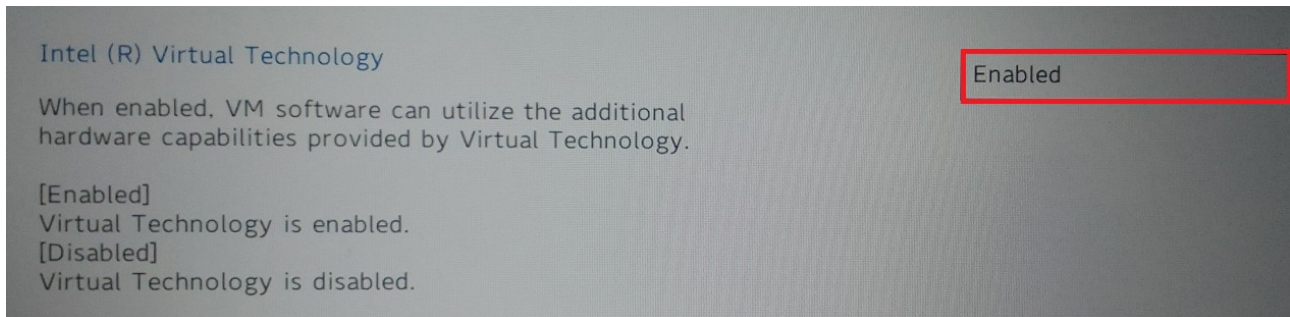 Intel (R) Virtual Technology
Enabled
When enabled, VM software can utilize the additional
hardware capabilities provided by Virtual Technology.
[Enabled]
Virtual Technology is enabled.
[Disabled]
Virtual Technology is disabled.